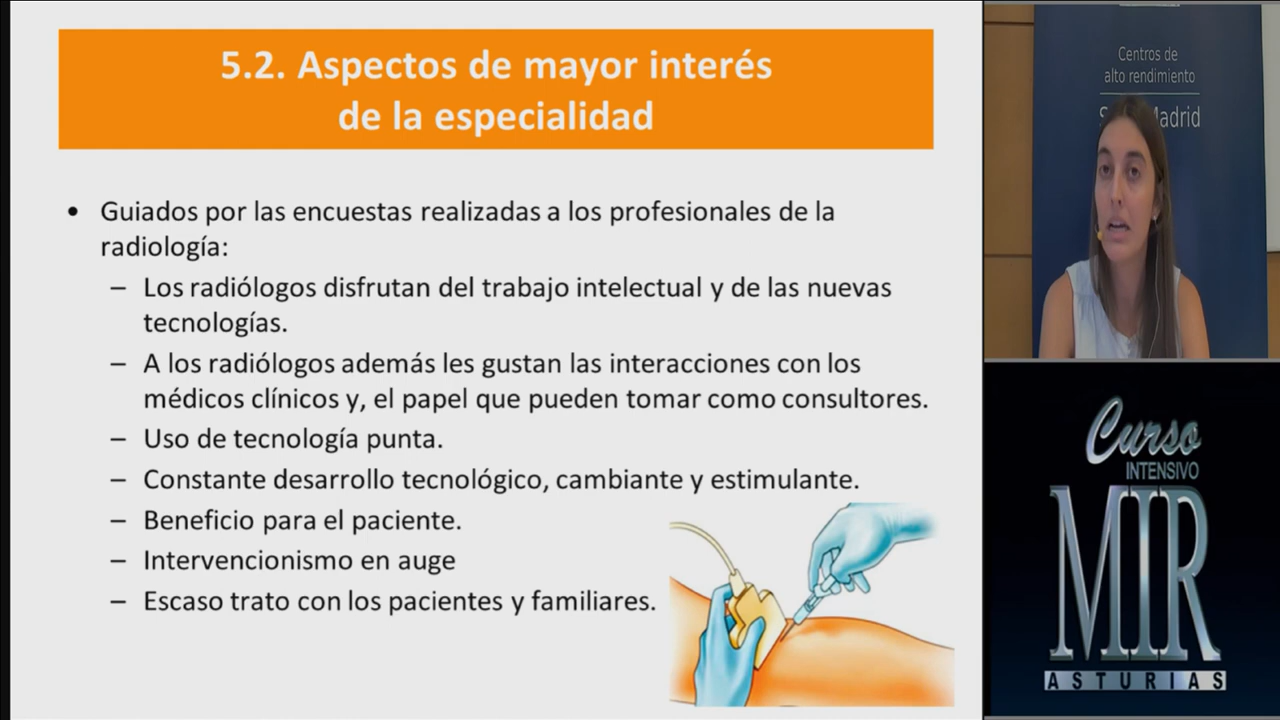 5.2. Aspectos de mayor interés
de la especialidad
• Guiados por las encuestas realizadas a los profesionales de la
radiología:
– Los radiólogos disfrutan del trabajo intelectual y de las nuevas
tecnologías.
– A los radiólogos además les gustan las interacciones con los
médicos clínicos y, el papel que pueden tomar como consultores.
– Uso de tecnología punta.
– Constante desarrollo tecnológico, cambiante y estimulante.
– Beneficio para el paciente.
– Intervencionismo en auge
– Escaso trato con los pacientes y familiares.
Centros de
alto rendimiento
Curso
INTENSIVO
MIR
ASTURIAS